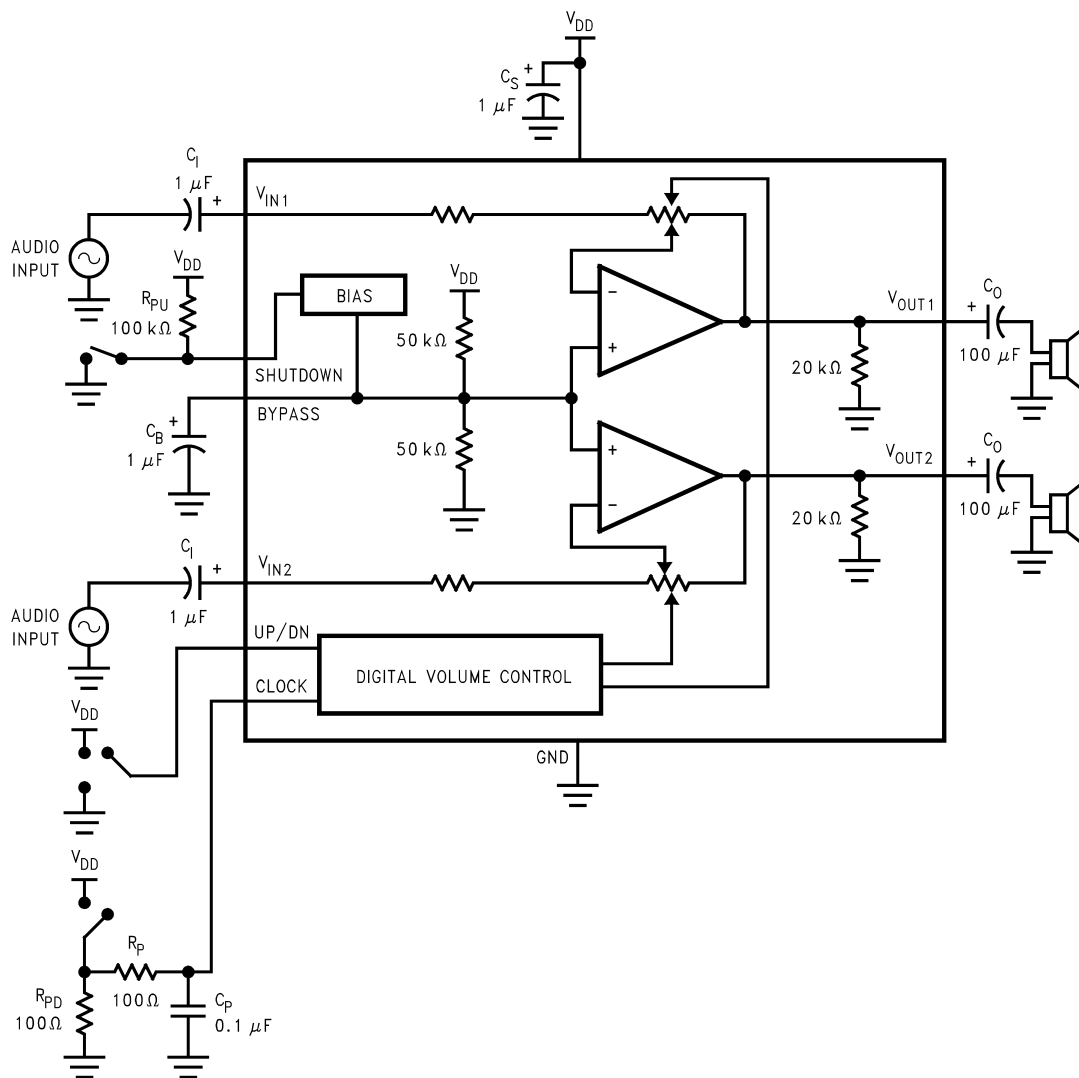 V_DD
C_S +
1 µF
C_I
1 µF +
V_IN1
AUDIO
INPUT
V_DD
R_PU
100 kΩ
BIAS
V_DD
50 kΩ
−
+
V_OUT1
+ C_O
100 µF
20 kΩ
SHUTDOWN
BYPASS
+
C_B
1 µF
50 kΩ
+
−
V_OUT2
+ C_O
100 µF
20 kΩ
C_I
+
1 µF
V_IN2
AUDIO
INPUT
UP/DN
CLOCK
DIGITAL VOLUME CONTROL
V_DD
GND
V_DD
R_P
100Ω
R_PD
100Ω
C_P
0.1 µF